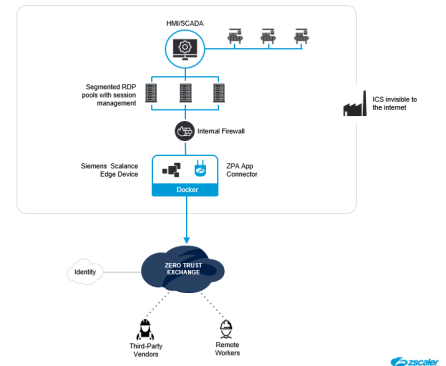 HMI/SCADA
Segmented RDP
pools with session
management
ICS invisible to
the internet
Internal Firewall
Siemens Scalance
Edge Device
ZPA App
Connector
Docker
Identity
ZERO TRUST
EXCHANGE
Third-Party
Vendors
Remote
Workers
zscaler